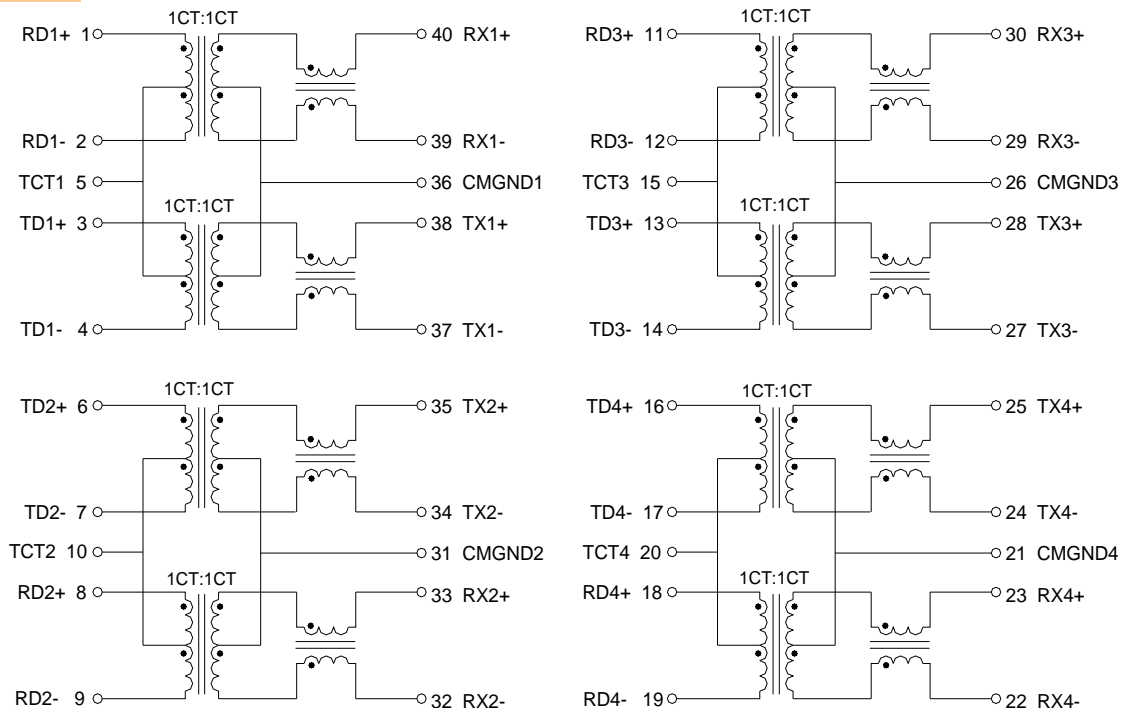 1CT:1CT
RD1+ 1 40 RX1+
RD1- 2 39 RX1-
TCT1 5 36 CMGND1
1CT:1CT
TD1+ 3 38 TX1+
TD1- 4 37 TX1-
1CT:1CT
RD3+ 11 30 RX3+
RD3- 12 29 RX3-
TCT3 15 26 CMGND3
1CT:1CT
TD3+ 13 28 TX3+
TD3- 14 27 TX3-
1CT:1CT
TD2+ 6 35 TX2+
TD2- 7 34 TX2-
TCT2 10 31 CMGND2
1CT:1CT
RD2+ 8 33 RX2+
RD2- 9 32 RX2-
1CT:1CT
TD4+ 16 25 TX4+
TD4- 17 24 TX4-
TCT4 20 21 CMGND4
1CT:1CT
RD4+ 18 23 RX4+
RD4- 19 22 RX4-